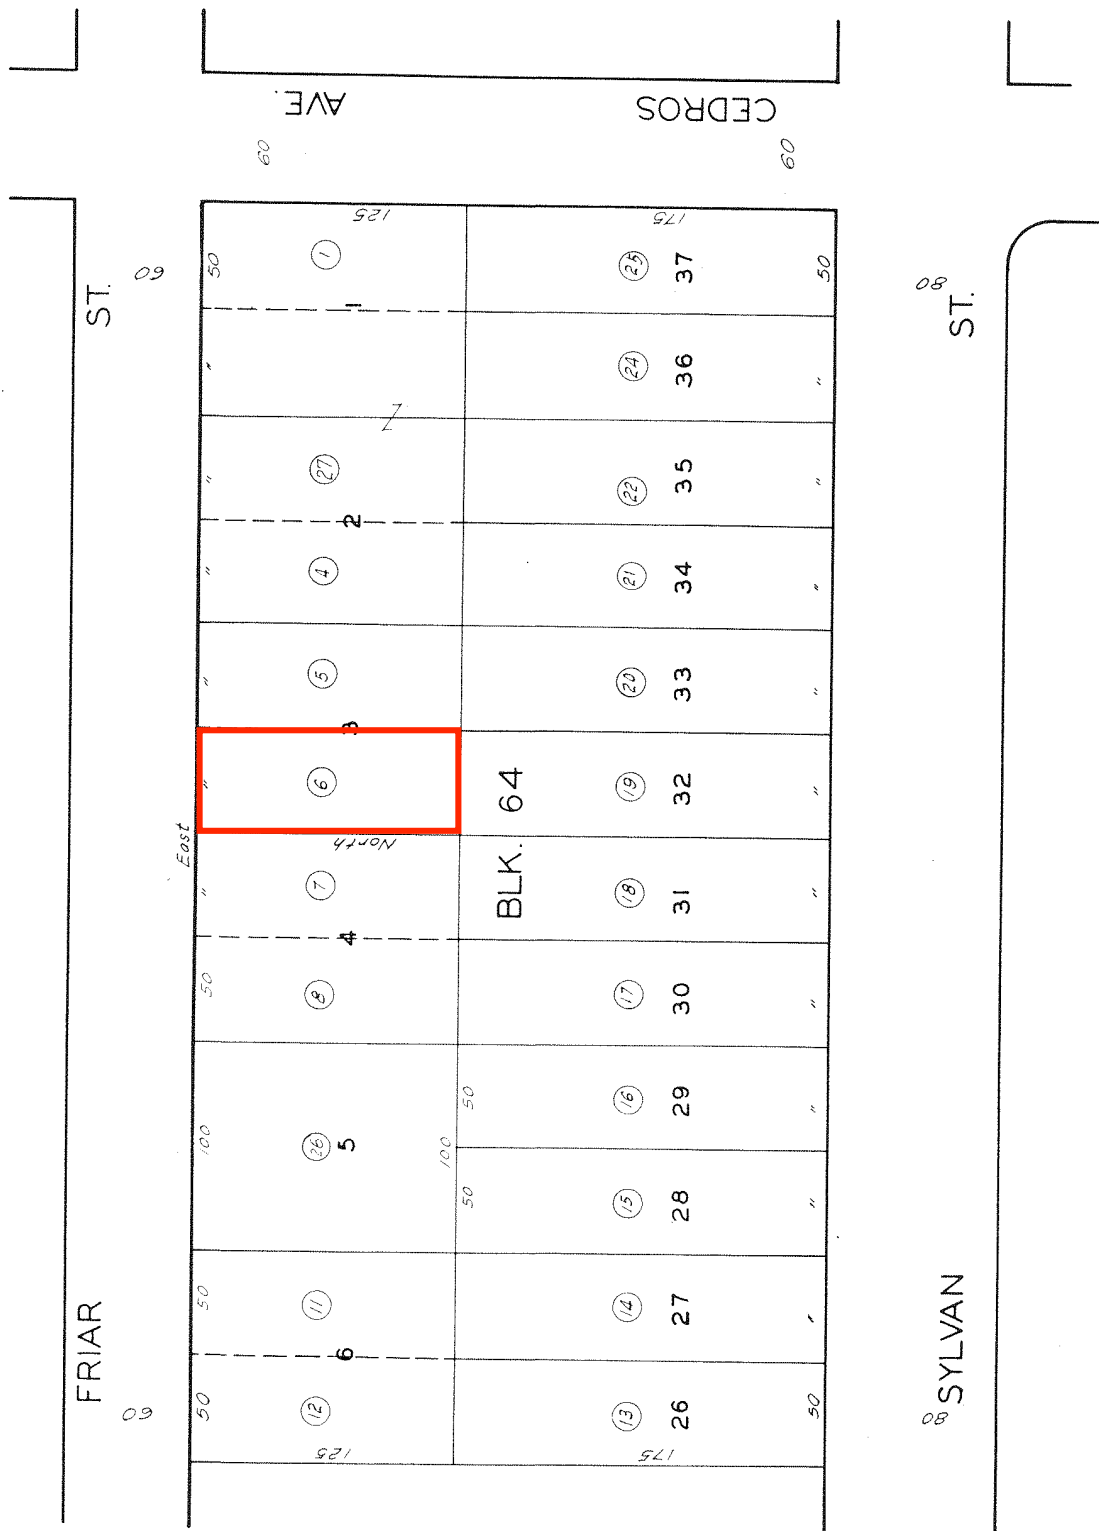 CEDROS AVE.
60 60
FRIAR ST.
60 60
SYLVAN ST.
80 80
BLK. 64
125 175
50 1 1 25 37 50
" 24 36 "
" 27 2 22 35 "
" 4 21 34 "
" 5 3 20 33 "
" 6 19 32 "
East North
" 7 4 18 31 "
50 8 17 30 "
100 26 5 100 50 16 29 "
50 15 28 "
50 11 6 14 27 "
50 12 13 26 50
125 175